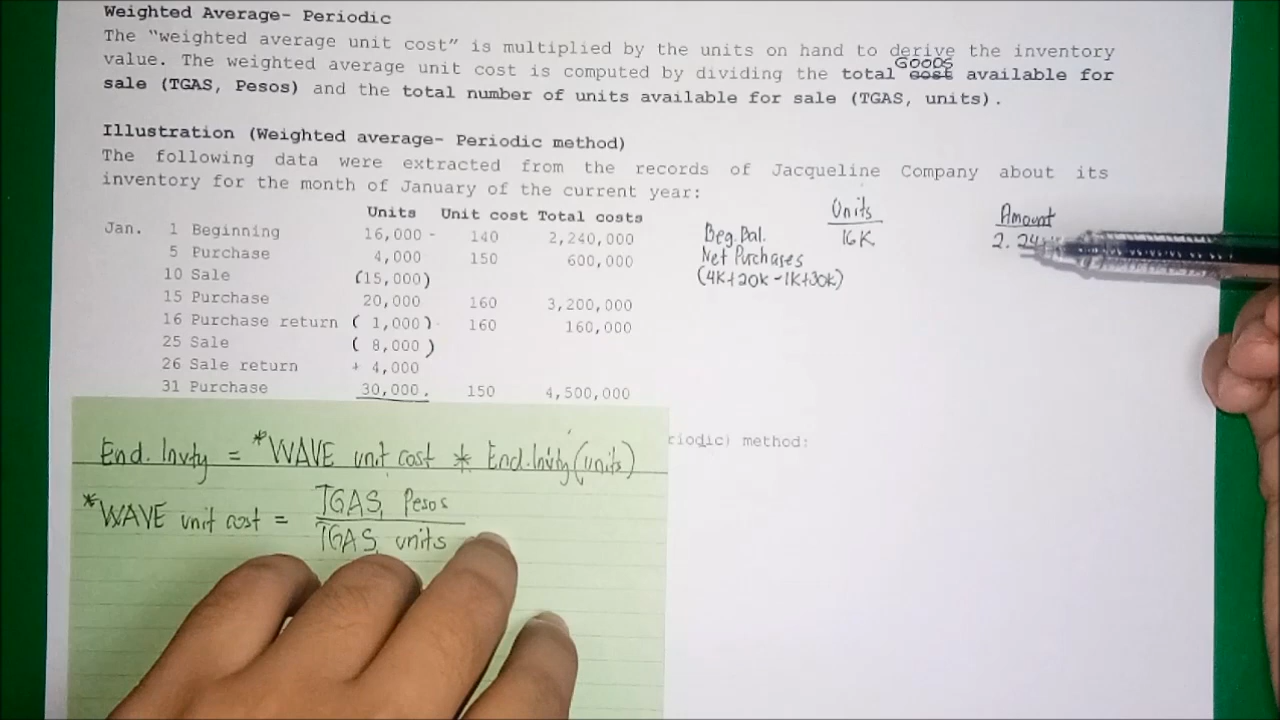 Weighted Average- Periodic
The "weighted average unit cost" is multiplied by the units on hand to derive the inventory
GOODS
value. The weighted average unit cost is computed by dividing the total cost available for
sale (TGAS, Pesos) and the total number of units available for sale (TGAS, units).
Illustration (Weighted average- Periodic method)
The following data were extracted from the records of Jacqueline Company about its
inventory for the month of January of the current year:
Units Unit cost Total costs
Jan. 1 Beginning 16,000 - 140 2,240,000
5 Purchase 4,000 150 600,000
10 Sale (15,000)
15 Purchase 20,000 160 3,200,000
16 Purchase return ( 1,000) 160 160,000
25 Sale ( 8,000 )
26 Sale return + 4,000
31 Purchase 30,000. 150 4,500,000
Units Amount
Beg. Bal. 16K 2.24
Net Purchases
(4K+20K-1K+30K)
riodic) method:
End. Invty = *WAVE unit cost * End. Invty (units)
*WAVE unit cost = TGAS, Pesos
TGAS, units